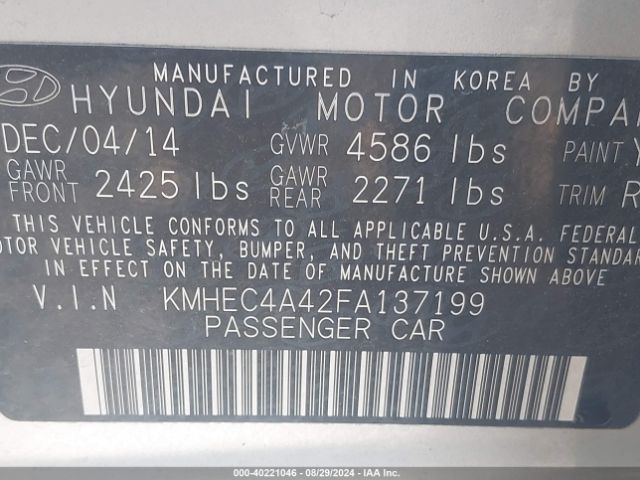 MANUFACTURED IN KOREA BY
HYUNDAI MOTOR COMPA
DEC/04/14 GVWR 4586 lbs PAINT Y
GAWR FRONT 2425 lbs GAWR REAR 2271 lbs TRIM R
THIS VEHICLE CONFORMS TO ALL APPLICABLE U.S.A. FEDERAL
OTOR VEHICLE SAFETY, BUMPER, AND THEFT PREVENTION STANDAR
IN EFFECT ON THE DATE OF MANUFACTURE SHOWN ABOVE
V.I.N KMHEC4A42FA137199
PASSENGER CAR
000-40221046 - 08/29/2024 - IAA Inc.